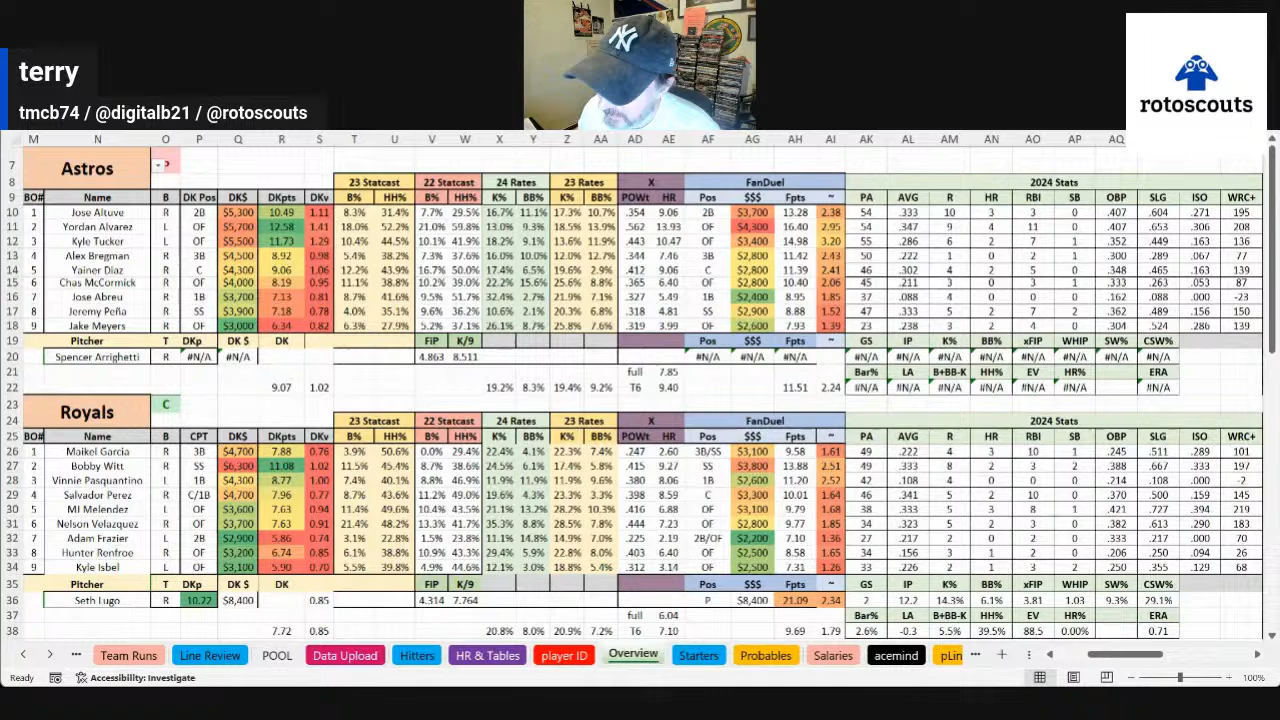 terry
tmcb74 / @digitalb21 / @rotoscouts
NY
rotoscouts
M N O P Q R S T U V W X Y Z AA AD AE AF AG AH AI AK AL AM AN AO AP AQ
7 Astros
8 23 Statcast 22 Statcast 24 Rates 23 Rates X FanDuel 2024 Stats
9 BO# Name B DK Pos DK$ DKpts DKv B% HH% B% HH% K% BB% K% BB% POWt HR Pos $$$ Fpts ~ PA AVG R HR RBI SB OBP SLG ISO WRC+
10 1 Jose Altuve R 2B $5,300 10.49 1.11 8.3% 31.4% 7.7% 29.5% 16.7% 11.1% 17.3% 10.7% .354 9.06 2B $3,700 13.28 2.38 54 .333 10 3 3 0 .407 .604 .271 195
11 2 Yordan Alvarez L OF $5,700 12.58 1.41 18.0% 52.2% 21.0% 59.8% 13.0% 9.3% 18.5% 13.9% .562 13.93 OF $4,300 16.40 2.95 54 .347 9 4 11 0 .407 .653 .306 208
12 3 Kyle Tucker L OF $5,500 11.73 1.29 10.4% 44.5% 10.1% 41.9% 18.2% 9.1% 13.6% 11.9% .443 10.47 OF $3,400 14.98 3.20 55 .286 6 2 7 1 .352 .449 .163 136
13 4 Alex Bregman R 3B $4,500 8.92 0.98 5.4% 38.2% 7.3% 37.6% 16.0% 10.0% 12.0% 12.7% .344 7.46 3B $2,800 11.42 2.43 50 .222 1 0 2 1 .300 .289 .067 77
14 5 Yainer Diaz R C $4,300 9.06 1.06 12.2% 43.9% 16.7% 50.0% 17.4% 6.5% 19.6% 2.9% .412 9.06 C $2,800 11.39 2.41 46 .302 4 2 5 0 .348 .465 .163 139
15 6 Chas McCormick R OF $4,000 8.19 0.95 11.1% 38.8% 10.2% 39.0% 22.2% 15.6% 25.6% 8.8% .365 6.40 OF $2,800 10.40 2.06 45 .211 3 0 3 1 .333 .263 .053 87
16 7 Jose Abreu R 1B $3,700 7.13 0.81 8.7% 41.6% 9.5% 51.7% 32.4% 2.7% 21.9% 7.1% .327 5.49 1B $2,400 8.95 1.85 37 .088 4 0 0 0 .162 .088 .000 -23
17 8 Jeremy Peña R SS $3,900 7.18 0.78 4.0% 35.1% 9.6% 36.2% 10.6% 2.1% 20.3% 6.8% .318 4.81 SS $2,900 8.88 1.52 47 .333 5 2 7 2 .362 .489 .156 150
18 9 Jake Meyers R OF $3,000 6.34 0.82 6.3% 27.9% 5.2% 37.1% 26.1% 8.7% 25.8% 7.6% .319 3.99 OF $2,600 7.93 1.39 23 .238 3 2 4 0 .304 .524 .286 139
19 Pitcher T DKp DK $ DK FiP K/9 Pos $$$ Fpts ~ GS IP K% BB% xFIP WHIP SW% CSW%
20 Spencer Arrighetti R #N/A #N/A 4.863 8.511 #N/A #N/A #N/A #N/A #N/A #N/A #N/A #N/A #N/A #N/A #N/A
21 full 7.85 Bar% LA B+BB-K HH% EV HR% ERA
22 9.07 1.02 19.2% 8.3% 19.4% 9.2% T6 9.40 11.51 2.24 #N/A #N/A #N/A #N/A #N/A #N/A #N/A
23 Royals C
24 23 Statcast 22 Statcast 24 Rates 23 Rates X FanDuel 2024 Stats
25 BO# Name B CPT DK$ DKpts DKv B% HH% B% HH% K% BB% K% BB% POWt HR Pos $$$ Fpts ~ PA AVG R HR RBI SB OBP SLG ISO WRC+
26 1 Maikel Garcia R 3B $4,700 7.88 0.76 3.9% 50.6% 0.0% 29.4% 22.4% 4.1% 22.3% 7.4% .247 2.60 3B/SS $3,100 9.98 1.61 49 .222 4 3 10 1 .245 .511 .289 101
27 2 Bobby Witt R SS $6,300 11.08 1.02 11.5% 45.4% 8.7% 38.6% 24.5% 6.1% 17.4% 5.8% .415 9.27 SS $3,800 13.88 2.51 49 .333 8 3 7 2 .388 .667 .333 197
28 3 Vinnie Pasquantino L 1B $4,300 8.77 1.00 7.4% 40.1% 8.8% 46.9% 11.9% 11.9% 11.9% 9.6% .380 8.06 1B $2,600 11.20 2.52 42 .108 4 0 3 0 .214 .108 .000 -2
29 4 Salvador Perez R C/1B $4,700 7.96 0.77 8.7% 43.6% 11.2% 49.0% 19.6% 4.3% 23.3% 3.3% .398 8.59 C $3,300 10.01 1.64 46 .341 5 2 10 0 .370 .500 .159 145
30 5 MJ Melendez L OF $3,600 7.63 0.94 11.4% 49.6% 10.4% 43.5% 21.1% 13.2% 28.2% 10.3% .416 6.88 OF $3,100 9.79 1.68 38 .333 5 3 8 1 .421 .727 .394 219
31 6 Nelson Velazquez R OF $3,700 7.63 0.91 21.4% 48.2% 13.3% 41.7% 35.3% 8.8% 28.5% 7.8% .444 7.23 OF $2,800 9.77 1.85 34 .323 5 2 7 0 .382 .613 .290 183
32 7 Adam Frazier L 2B $2,900 5.86 0.74 3.1% 22.8% 1.5% 23.8% 11.1% 14.8% 14.9% 7.0% .225 2.19 2B/OF $2,200 7.10 1.36 27 .217 3 0 2 0 .333 .217 .000 70
33 8 Hunter Renfroe R OF $3,200 6.74 0.85 6.1% 38.8% 10.9% 43.3% 29.4% 5.9% 22.8% 8.0% .403 6.40 OF $2,500 8.58 1.65 34 .156 3 1 2 0 .206 .250 .094 26
34 9 Kyle Isbel L OF $3,200 5.90 0.70 5.5% 39.8% 4.9% 44.6% 12.1% 3.0% 18.8% 5.4% .312 3.14 OF $2,500 7.31 1.26 33 .226 2 1 2 0 .250 .355 .129 68
35 Pitcher T DKp DK $ DK FiP K/9 Pos $$$ Fpts ~ GS IP K% BB% xFIP WHIP SW% CSW%
36 Seth Lugo R 10.22 $8,400 0.85 4.314 7.764 P $8,400 21.09 2.34 2 12.2 14.3% 6.1% 3.81 1.03 9.3% 29.1%
37 full 6.04 Bar% LA B+BB-K HH% EV HR% ERA
38 7.72 0.85 20.8% 8.0% 20.9% 7.2% T6 7.10 9.69 1.79 2.6% -0.3 5.5% 39.5% 88.5 0.00% 0.71
Team Runs Line Review POOL Data Upload Hitters HR & Tables player ID Overview Starters Probables Salaries acemind pLin
Ready Accessibility: Investigate 100%